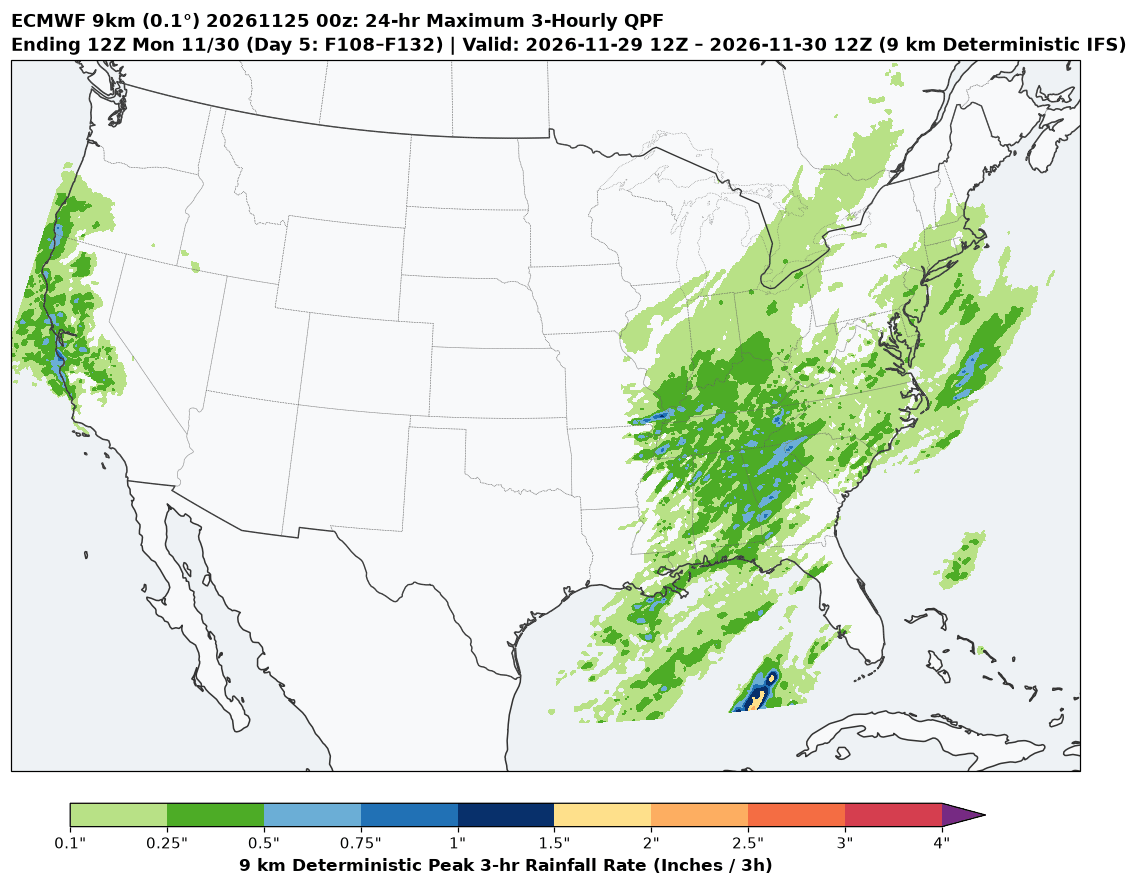 ECMWF 9km (0.1°) 20261125 00z: 24-hr Maximum 3-Hourly QPF
Ending 12Z Mon 11/30 (Day 5: F108–F132) | Valid: 2026-11-29 12Z – 2026-11-30 12Z (9 km Deterministic IFS)
0.1" 0.25" 0.5" 0.75" 1" 1.5" 2" 2.5" 3" 4"
9 km Deterministic Peak 3-hr Rainfall Rate (Inches / 3h)